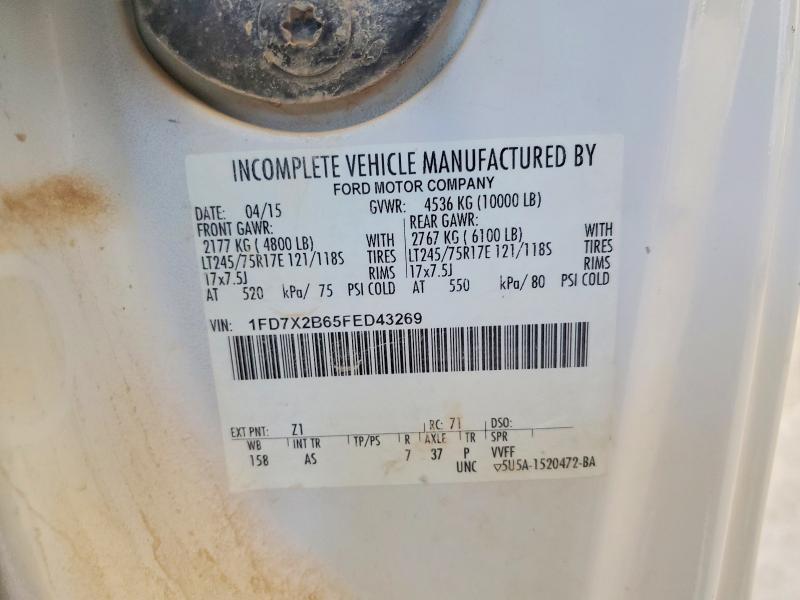 INCOMPLETE VEHICLE MANUFACTURED BY
FORD MOTOR COMPANY
DATE: 04/15 GVWR: 4536 KG (10000 LB)
FRONT GAWR: REAR GAWR:
2177 KG ( 4800 LB) WITH 2767 KG ( 6100 LB) WITH
LT245/75R17E 121/118S TIRES LT245/75R17E 121/118S TIRES
17x7.5J RIMS 17x7.5J RIMS
AT 520 kPa/ 75 PSI COLD AT 550 kPa/ 80 PSI COLD
VIN: 1FD7X2B65FED43269
EXT PNT: Z1 RC: 71 DSO:
WB INT TR TP/PS R AXLE TR SPR
158 AS 7 37 P VVFF
UNC ▽5U5A-1520472-BA